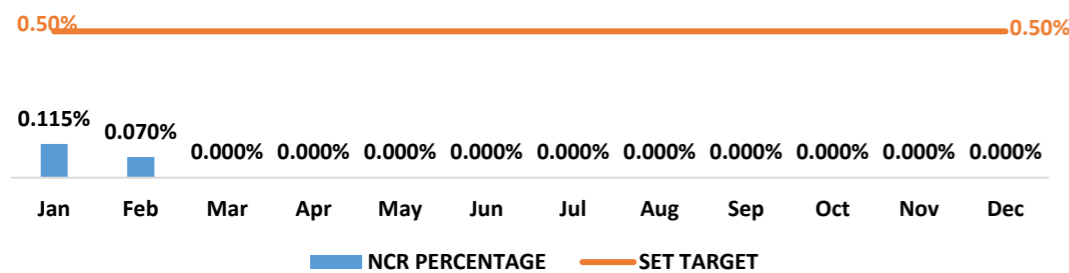 0.50% 0.50%
0.115%
0.070%
0.000% 0.000% 0.000% 0.000% 0.000% 0.000% 0.000% 0.000% 0.000% 0.000%
Jan Feb Mar Apr May Jun Jul Aug Sep Oct Nov Dec
NCR PERCENTAGE SET TARGET